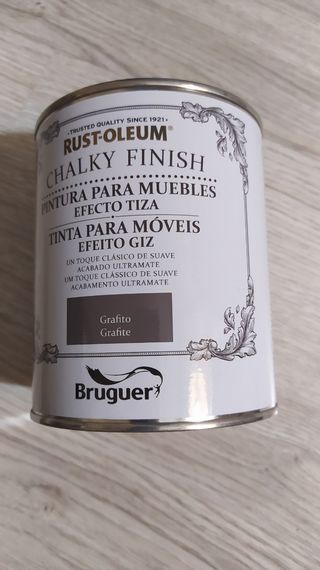 · TRUSTED QUALITY SINCE 1921 ·
RUST-OLEUM®
CHALKY FINISH
PINTURA PARA MUEBLES
EFECTO TIZA
TINTA PARA MÓVEIS
EFEITO GIZ
UN TOQUE CLÁSICO DE SUAVE
ACABADO ULTRAMATE
UM TOQUE CLÁSSICO DE SUAVE
ACABAMENTO ULTRAMATE
Grafito
Grafite
Bruguer